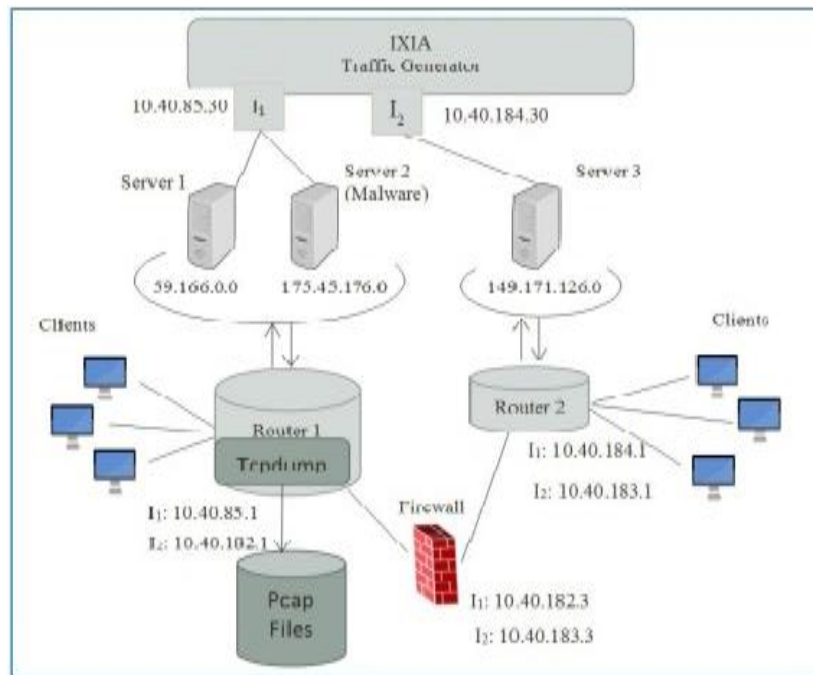 IXIA
Traffic Generator
10.40.85.30
I₁
I₂
10.40.184.30
Server 1
Server 2
(Malware)
Server 3
59.166.0.0
175.45.176.0
149.171.126.0
Clients
Clients
Router 1
Tcpdump
Router 2
I₁: 10.40.184.1
I₂: 10.40.183.1
I₁: 10.40.85.1
I₂: 10.40.182.1
Firewall
Pcap
Files
I₁: 10.40.182.3
I₂: 10.40.183.3